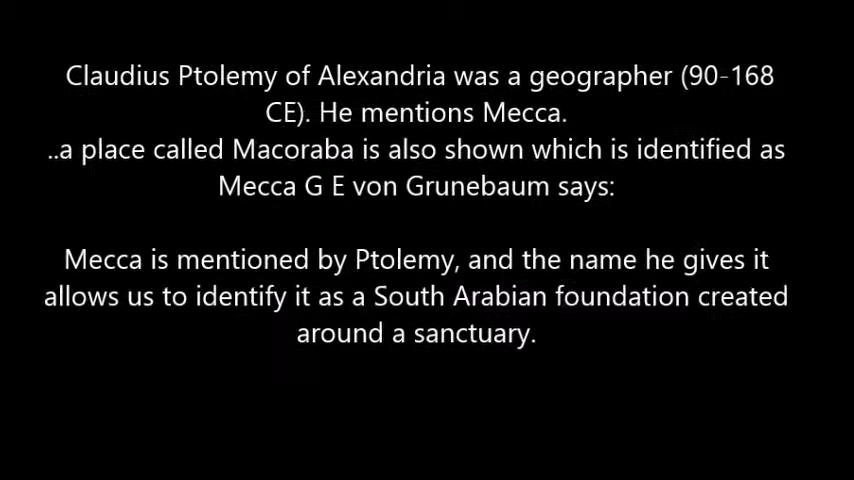 Claudius Ptolemy of Alexandria was a geographer (90-168
CE). He mentions Mecca.
..a place called Macoraba is also shown which is identified as
Mecca G E von Grunebaum says:
Mecca is mentioned by Ptolemy, and the name he gives it
allows us to identify it as a South Arabian foundation created
around a sanctuary.